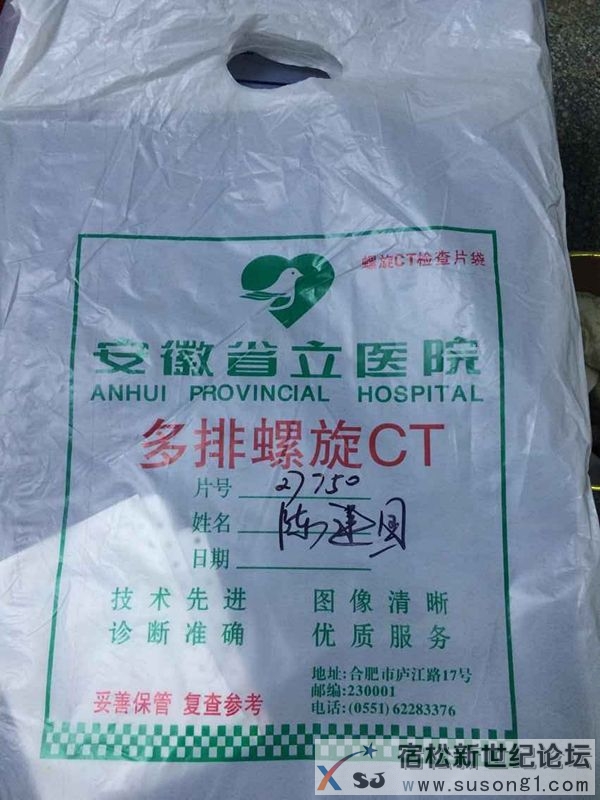 螺旋CT检查片袋
安徽省立医院
ANHUI PROVINCIAL HOSPITAL
多排螺旋CT
片号 27750
姓名 陈建国
日期
技术先进 图像清晰
诊断准确 优质服务
地址:合肥市庐江路17号
邮编:230001
电话:(0551) 62283376
妥善保管 复查参考
XSJ
宿松新世纪论坛
www.susong1.com